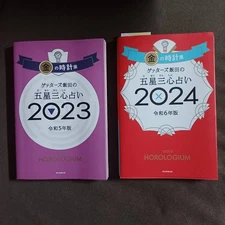 金の時計座
ゲッターズ飯田の
五星三心占い
2023
令和5年版
HOROLOGIUM
金の時計座
ゲッターズ飯田の
五星三心占い
2024
令和6年版
HOROLOGIUM